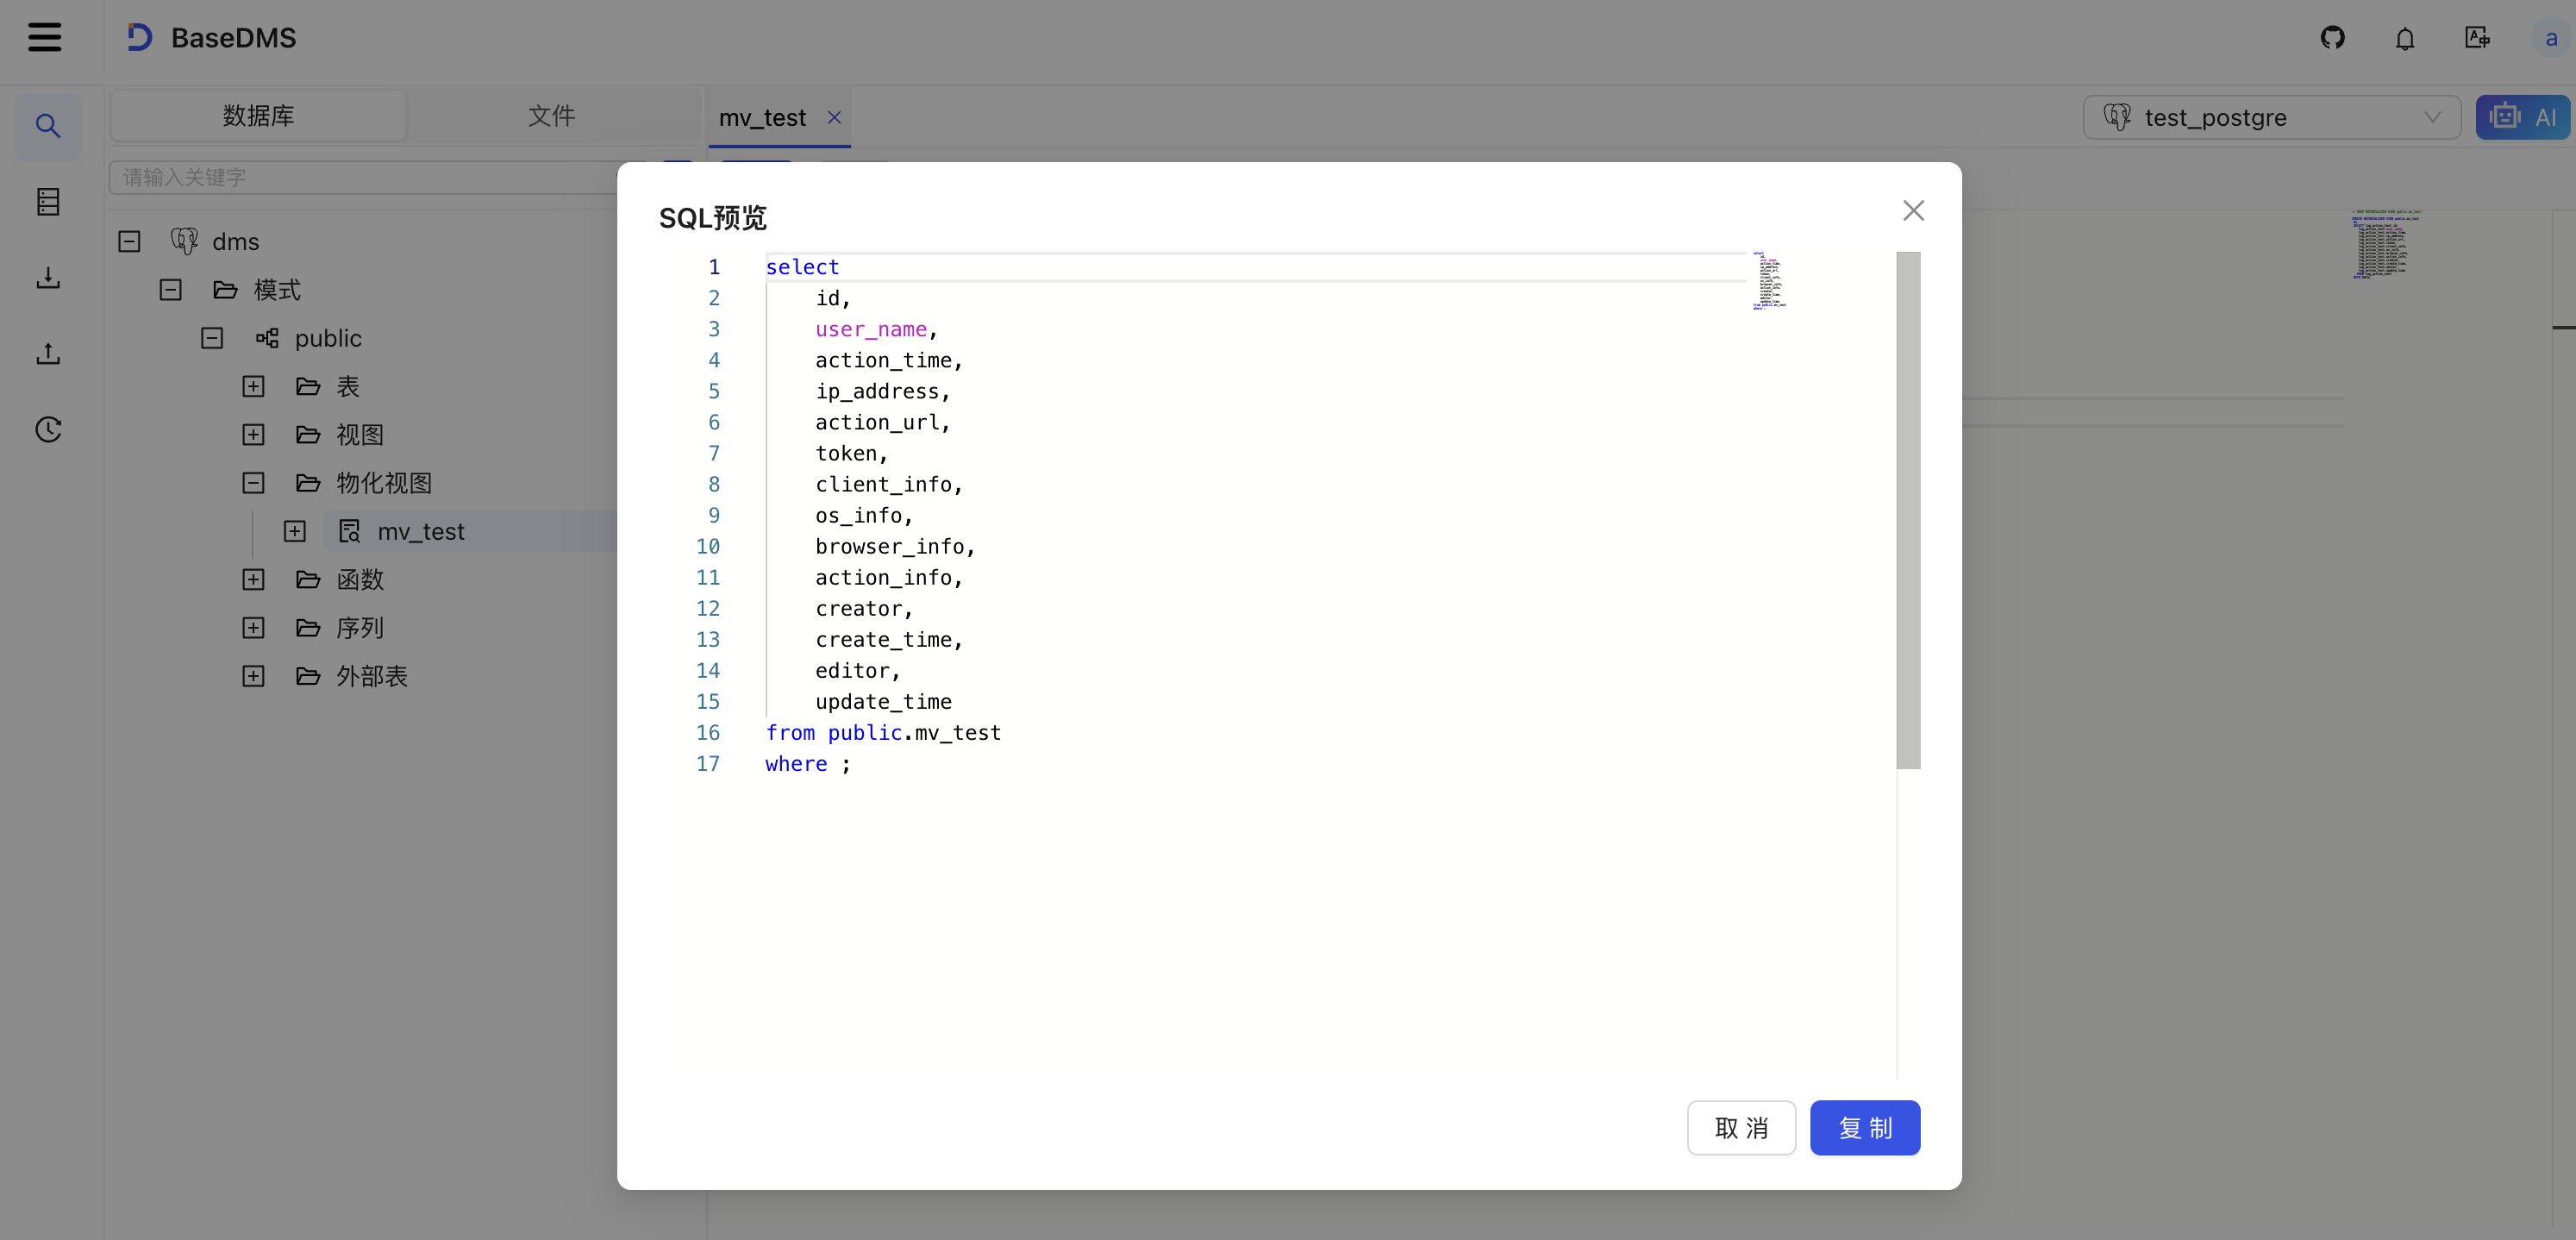 BaseDMS
a
数据库
文件
mv_test
test_postgre
AI
请输入关键字
dms
模式
public
表
视图
物化视图
mv_test
函数
序列
外部表
SQL预览
1 select
2 id,
3 user_name,
4 action_time,
5 ip_address,
6 action_url,
7 token,
8 client_info,
9 os_info,
10 browser_info,
11 action_info,
12 creator,
13 create_time,
14 editor,
15 update_time
16 from public.mv_test
17 where ;
取 消
复 制